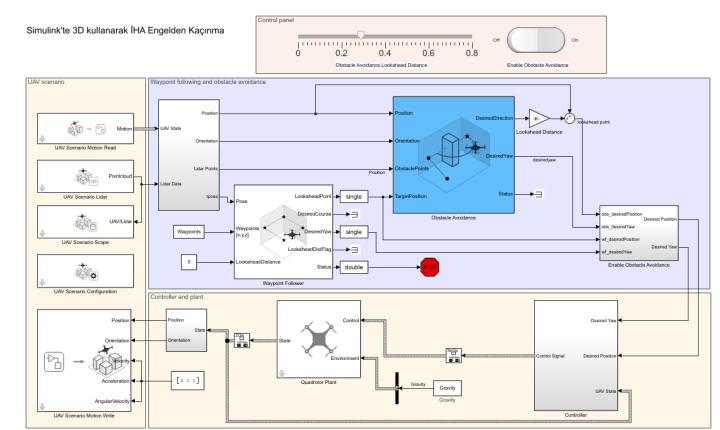 Simulink'te 3D kullanarak İHA Engelden Kaçınma
Control panel
0 0.2 0.4 0.6 0.8
Obstacle Avoidance Lookahead Distance
Off
On
Enable Obstacle Avoidance
UAV scenario
Motion
UAV Scenario Motion Read
Pointcloud
UAV Scenario Lidar
UAV/Lidar
UAV Scenario Scope
UAV Scenario Configuration
Position
Orientation
Velocity
Acceleration
AngularVelocity
UAV Scenario Motion Write
Waypoint following and obstacle avoidance
UAV State
Lidar Data
Position
Orientation
Lidar Points
tpose
Position
Position
Orientation
ObstaclePoints
TargetPosition
DesiredDirection
DesiredYaw
Status
Obstacle Avoidance
-K-
Lookahead Distance
lookahead point
desiredyaw
Waypoints
5
Pose
Waypoints
[x,y,z]
LookaheadDistance
LookaheadPoint
DesiredCourse
DesiredYaw
LookaheadDistFlag
Status
Waypoint Follower
single
single
double
STOP
obs_desiredPosition
obs_desiredYaw
wf_desiredPosition
wf_desiredYaw
Desired Position
Desired Yaw
Enable Obstacle Avoidance
Controller and plant
Position
Orientation
State
State
Control
Environment
Quadrotor Plant
Gravity
Gravity
Gravity
Control Signal
Desired Yaw
Desired Position
UAV State
Controller